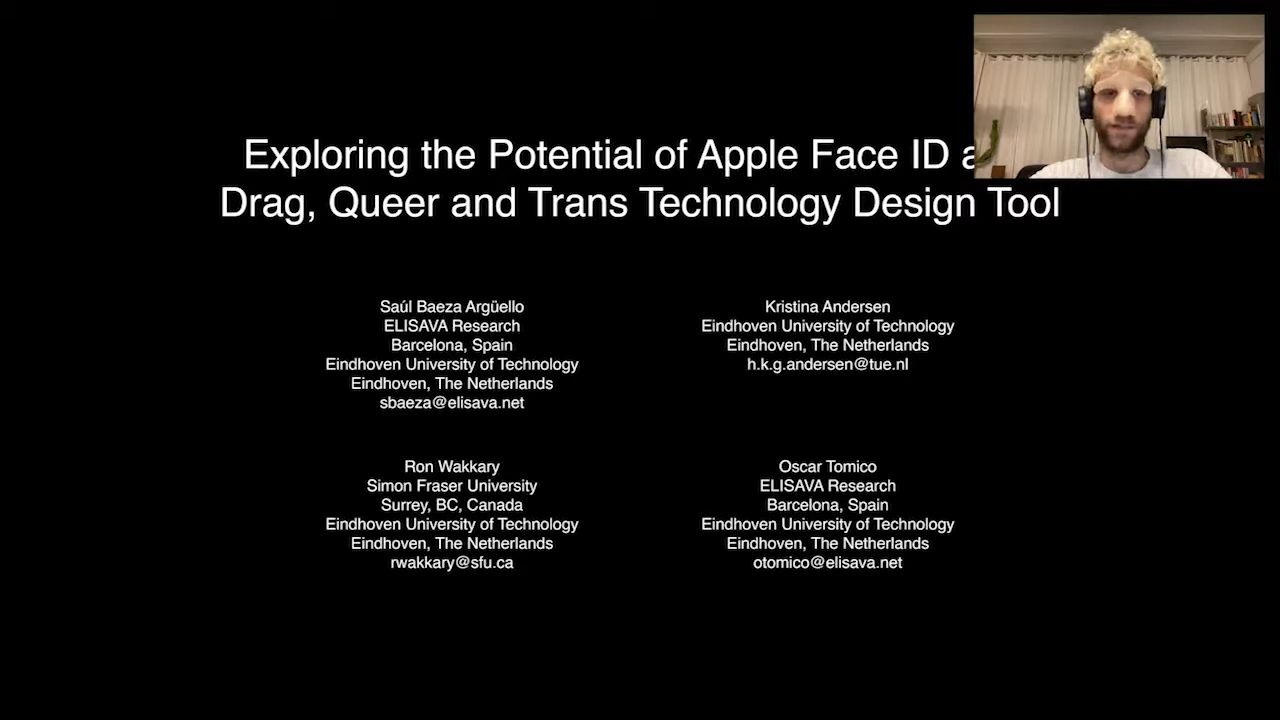 Exploring the Potential of Apple Face ID a
Drag, Queer and Trans Technology Design Tool
Saúl Baeza Argüello
ELISAVA Research
Barcelona, Spain
Eindhoven University of Technology
Eindhoven, The Netherlands
sbaeza@elisava.net
Kristina Andersen
Eindhoven University of Technology
Eindhoven, The Netherlands
h.k.g.andersen@tue.nl
Ron Wakkary
Simon Fraser University
Surrey, BC, Canada
Eindhoven University of Technology
Eindhoven, The Netherlands
rwakkary@sfu.ca
Oscar Tomico
ELISAVA Research
Barcelona, Spain
Eindhoven University of Technology
Eindhoven, The Netherlands
otomico@elisava.net